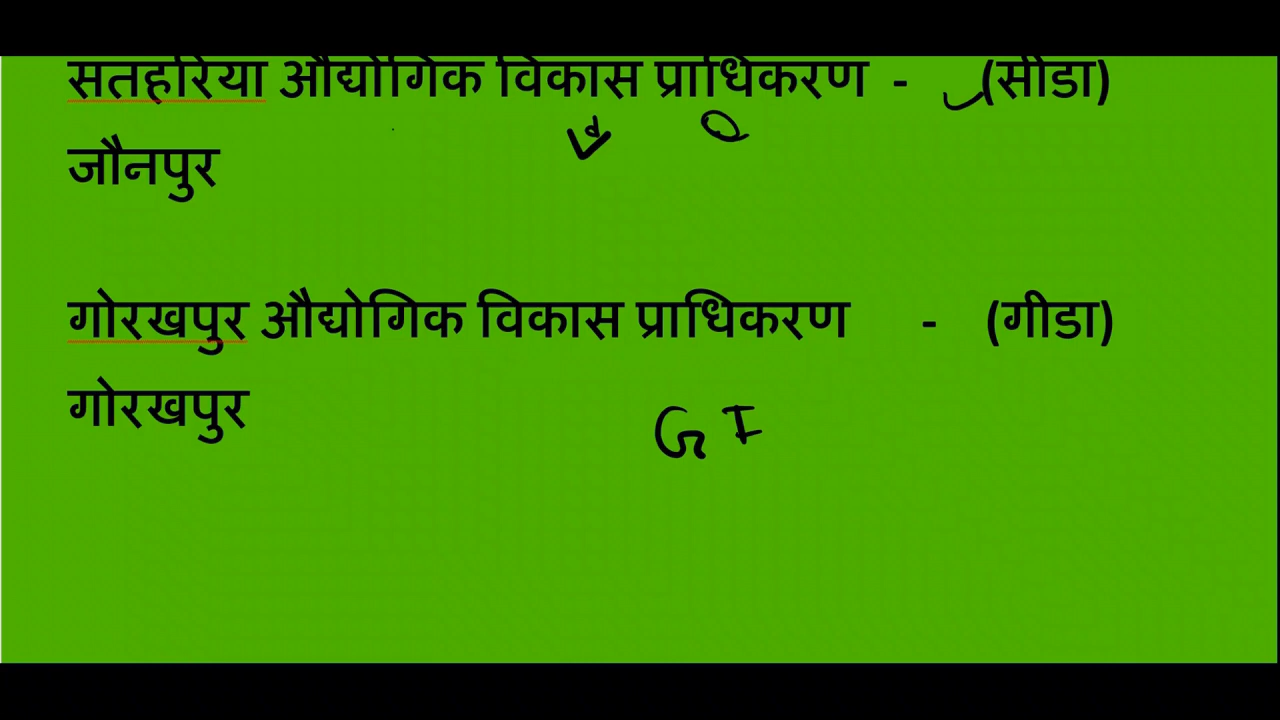 सतहरिया औद्योगिक विकास प्राधिकरण - (सीडा)
जौनपुर
गोरखपुर औद्योगिक विकास प्राधिकरण - (गीडा)
गोरखपुर
G I